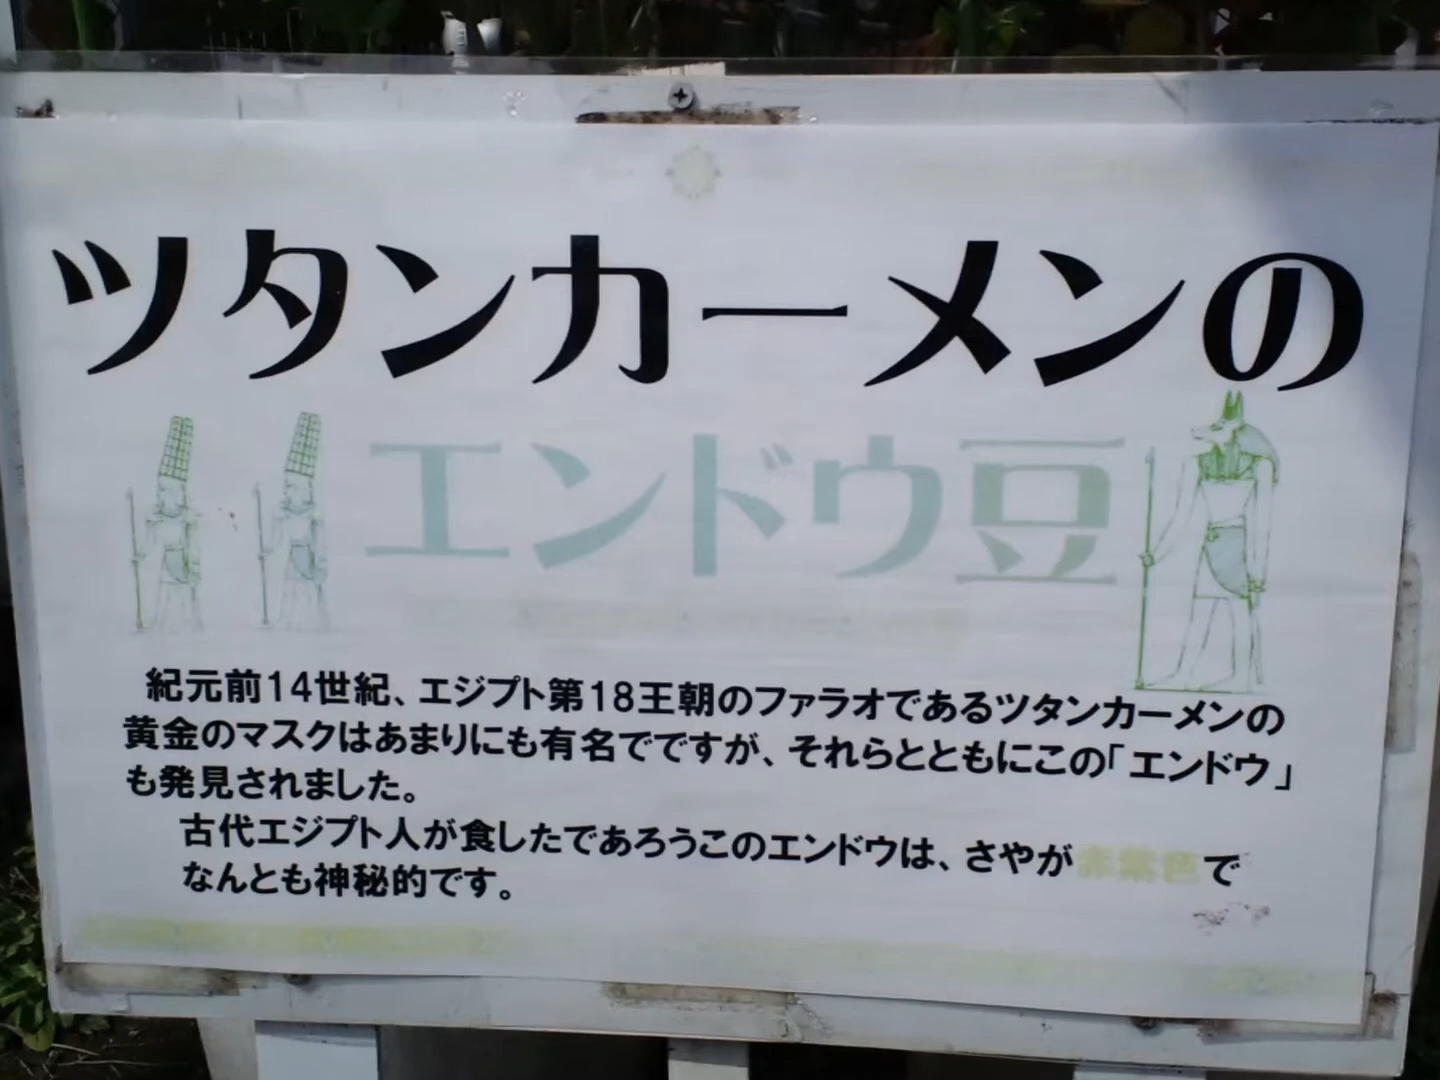 ツタンカーメンの
エンドウ豆
紀元前14世紀、エジプト第18王朝のファラオであるツタンカーメンの
黄金のマスクはあまりにも有名でですが、それらとともにこの「エンドウ」
も発見されました。
古代エジプト人が食したであろうこのエンドウは、さやが赤紫色で
なんとも神秘的です。